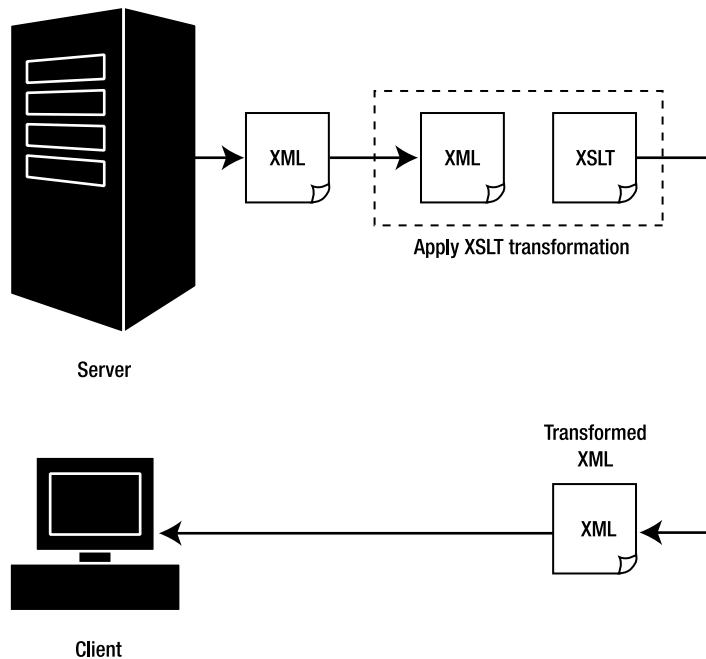 XML
XML
XSLT
Apply XSLT transformation
Server
Transformed
XML
XML
Client